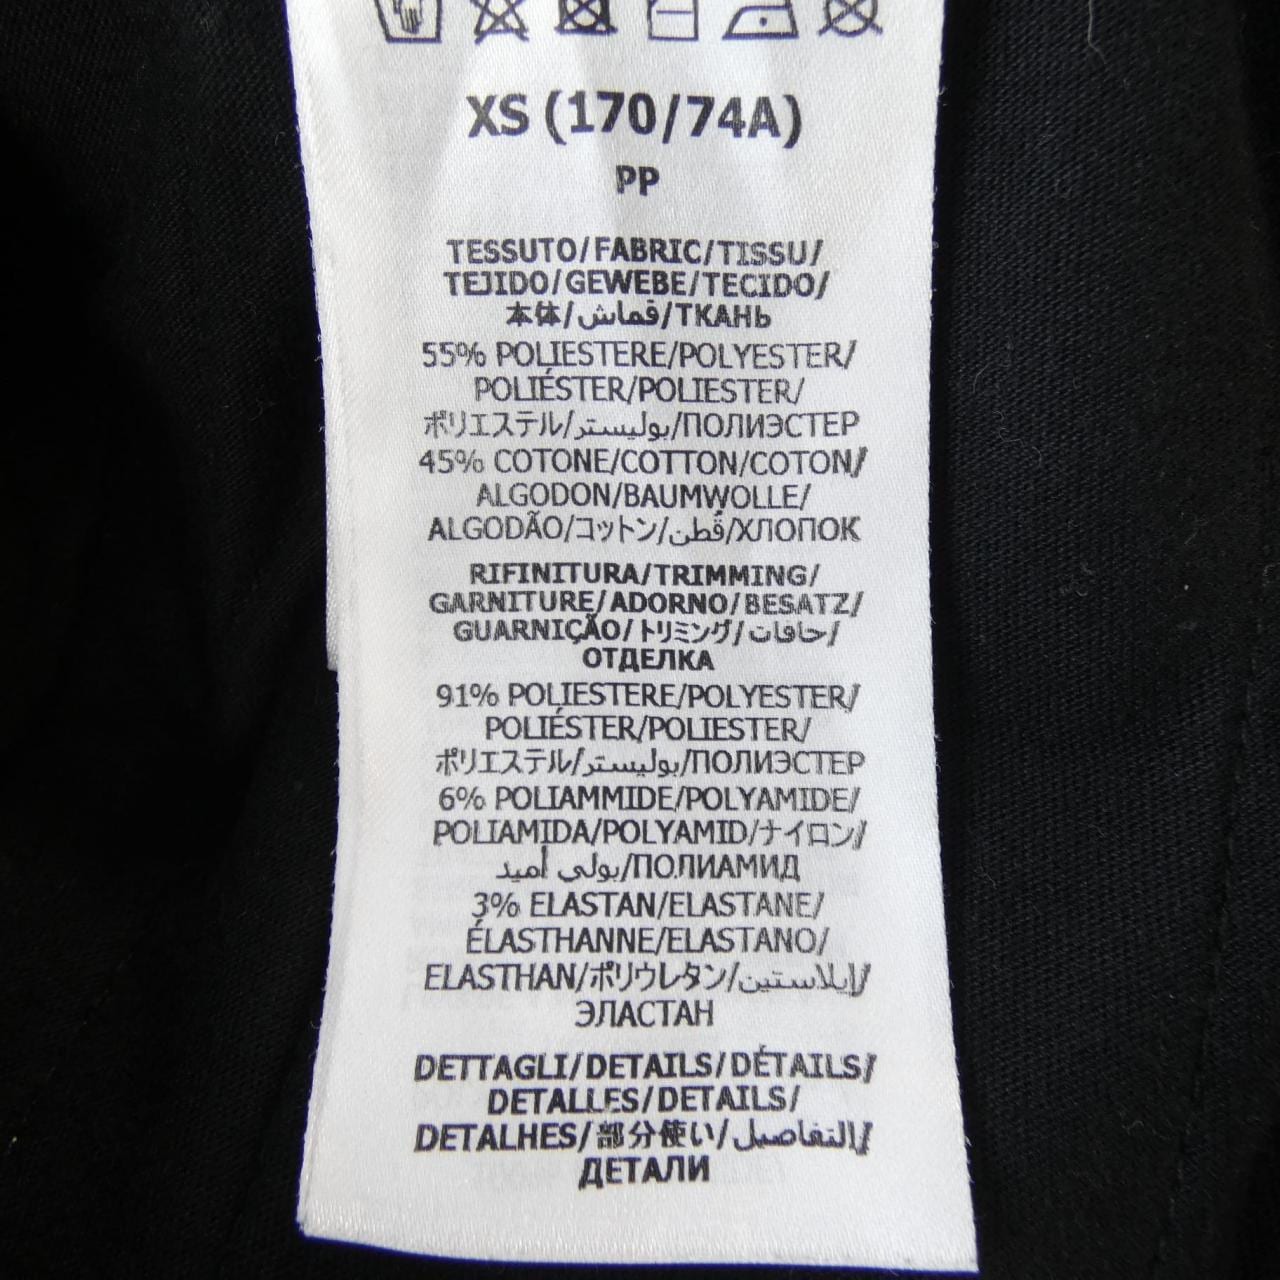 XS (170/74A)
PP
TESSUTO/FABRIC/TISSU/
TEJIDO/GEWEBE/TECIDO/
本体/قماش/ТКАНЬ
55% POLIESTERE/POLYESTER/
POLIÉSTER/POLIESTER/
ポリエステル/بوليستر/ПОЛИЭСТЕР
45% COTONE/COTTON/COTON/
ALGODON/BAUMWOLLE/
ALGODÃO/コットン/قطن/ХЛОПОК
RIFINITURA/TRIMMING/
GARNITURE/ADORNO/BESATZ/
GUARNIÇÃO/トリミング/حافات/
ОТДЕЛКА
91% POLIESTERE/POLYESTER/
POLIÉSTER/POLIESTER/
ポリエステル/بوليستر/ПОЛИЭСТЕР
6% POLIAMMIDE/POLYAMIDE/
POLIAMIDA/POLYAMID/ナイロン/
بولي أميد/ПОЛИАМИД
3% ELASTAN/ELASTANE/
ÉLASTHANNE/ELASTANO/
ELASTHAN/ポリウレタン/إيلاستين/
ЭЛАСТАН
DETTAGLI/DETAILS/DÉTAILS/
DETALLES/DETAILS/
DETALHES/部分使い/التفاصيل/
ДЕТАЛИ